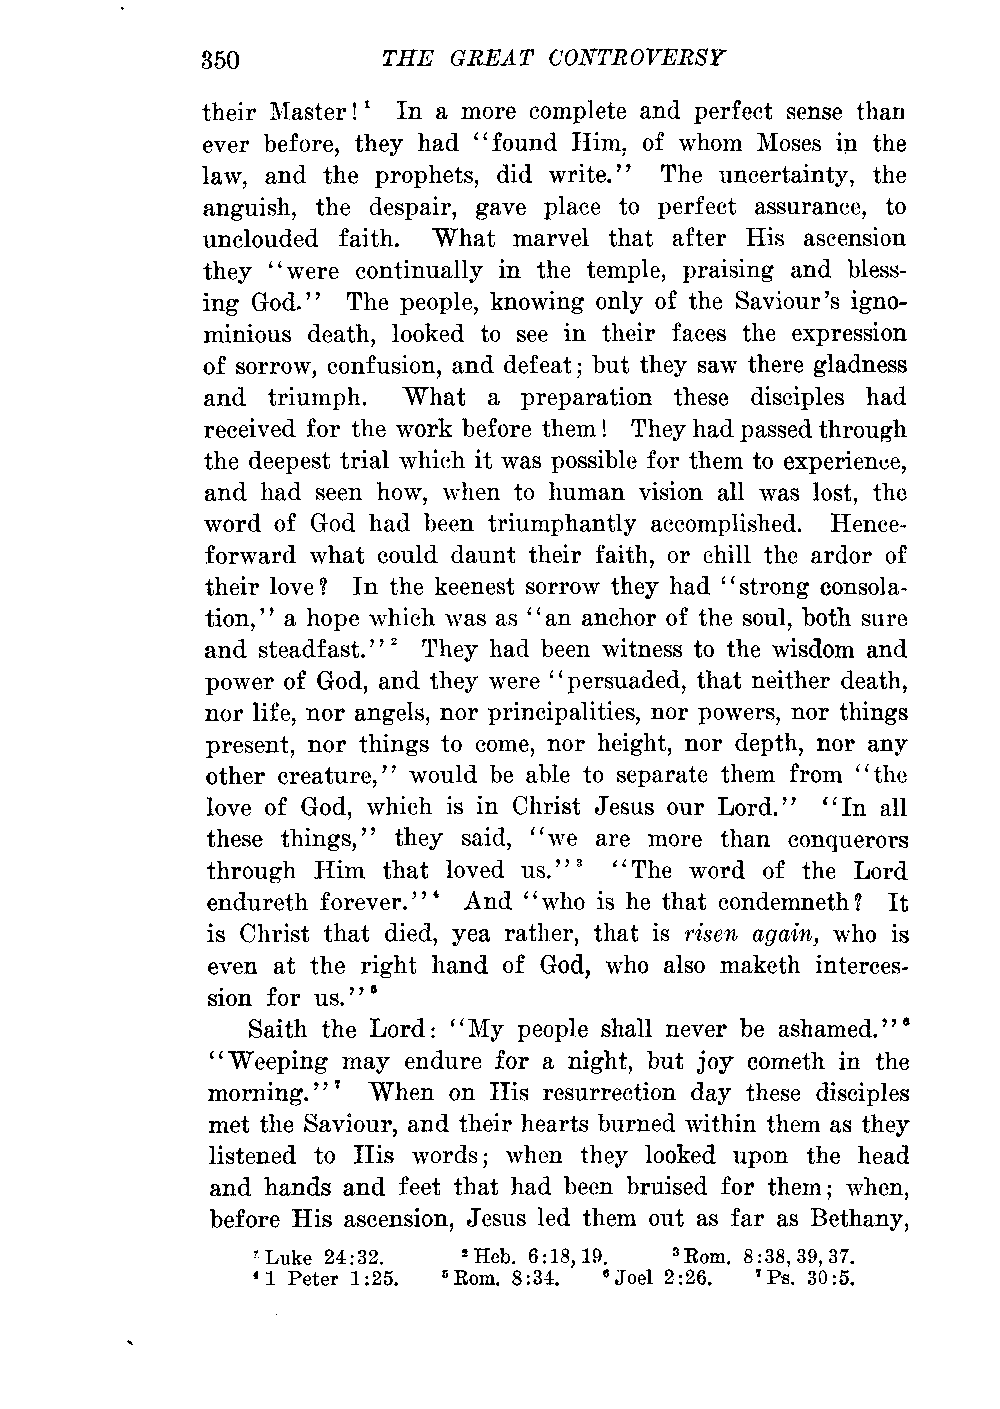 350 THE GREAT CONTROVERSY
their Master!¹ In a more complete and perfect sense than
ever before, they had ‘‘found Him, of whom Moses in the
law, and the prophets, did write.’’ The uncertainty, the
anguish, the despair, gave place to perfect assurance, to
unclouded faith. What marvel that after His ascension
they ‘‘were continually in the temple, praising and bless-
ing God.’’ The people, knowing only of the Saviour’s igno-
minious death, looked to see in their faces the expression
of sorrow, confusion, and defeat; but they saw there gladness
and triumph. What a preparation these disciples had
received for the work before them! They had passed through
the deepest trial which it was possible for them to experience,
and had seen how, when to human vision all was lost, the
word of God had been triumphantly accomplished. Hence-
forward what could daunt their faith, or chill the ardor of
their love? In the keenest sorrow they had ‘‘strong consola-
tion,’’ a hope which was as ‘‘an anchor of the soul, both sure
and steadfast.’’² They had been witness to the wisdom and
power of God, and they were ‘‘persuaded, that neither death,
nor life, nor angels, nor principalities, nor powers, nor things
present, nor things to come, nor height, nor depth, nor any
other creature,’’ would be able to separate them from ‘‘the
love of God, which is in Christ Jesus our Lord.’’ ‘‘In all
these things,’’ they said, ‘‘we are more than conquerors
through Him that loved us.’’³ ‘‘The word of the Lord
endureth forever.’’⁴ And ‘‘who is he that condemneth? It
is Christ that died, yea rather, that is risen again, who is
even at the right hand of God, who also maketh interces-
sion for us.’’⁵
Saith the Lord: ‘‘My people shall never be ashamed.’’⁶
‘‘Weeping may endure for a night, but joy cometh in the
morning.’’⁷ When on His resurrection day these disciples
met the Saviour, and their hearts burned within them as they
listened to His words; when they looked upon the head
and hands and feet that had been bruised for them; when,
before His ascension, Jesus led them out as far as Bethany,
¹ Luke 24:32. ² Heb. 6:18, 19. ³ Rom. 8:38, 39, 37.
⁴ 1 Peter 1:25. ⁵ Rom. 8:34. ⁶ Joel 2:26. ⁷ Ps. 30:5.